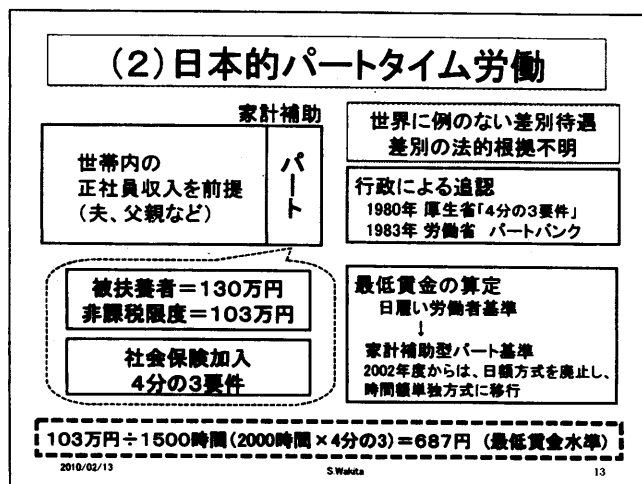 (2)日本的パートタイム労働
家計補助
世帯内の
正社員収入を前提
(夫、父親など)
パート
世界に例のない差別待遇
差別の法的根拠不明
行政による追認
1980年 厚生省「4分の3要件」
1983年 労働省 パートバンク
被扶養者=130万円
非課税限度=103万円
社会保険加入
4分の3要件
最低賃金の算定
日雇い労働者基準
↓
家計補助型パート基準
2002年度からは、日額方式を廃止し、
時間額単独方式に移行
103万円÷1500時間(2000時間×4分の3)=687円 (最低賃金水準)
2010/02/13
S.Wakita
13